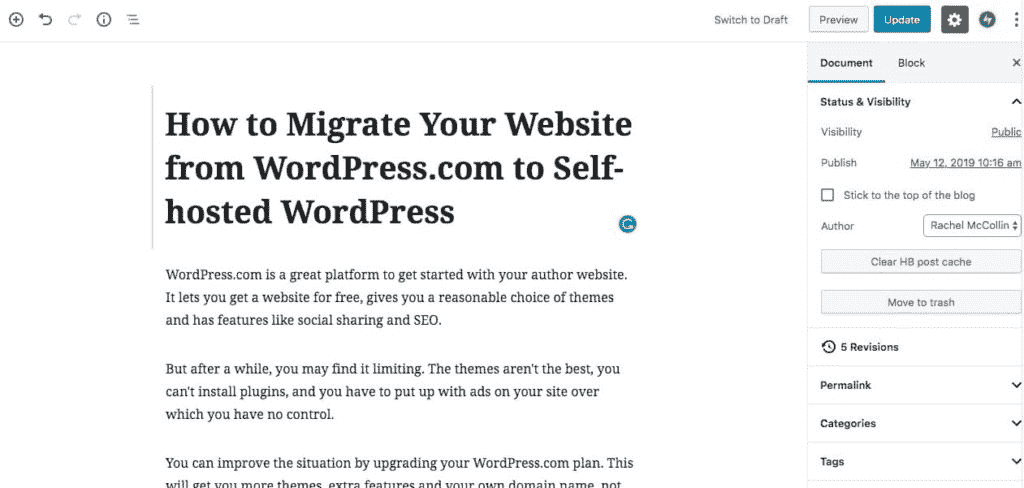 Switch to Draft Preview Update
Document Block
How to Migrate Your Website
from WordPress.com to Self-
hosted WordPress
WordPress.com is a great platform to get started with your author website.
It lets you get a website for free, gives you a reasonable choice of themes
and has features like social sharing and SEO.
But after a while, you may find it limiting. The themes aren't the best, you
can't install plugins, and you have to put up with ads on your site over
which you have no control.
You can improve the situation by upgrading your WordPress.com plan. This
will get you more themes, extra features and your own domain name, not
Status & Visibility
Visibility Public
Publish May 12, 2019 10:16 am
Stick to the top of the blog
Author Rachel McCollin
Clear HB post cache
Move to trash
5 Revisions
Permalink
Categories
Tags